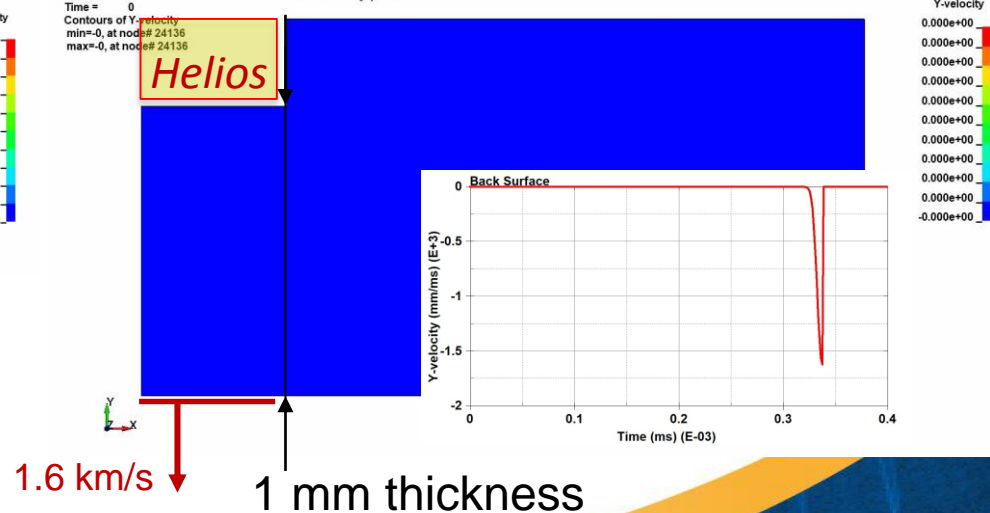 ty
Time = 0
Contours of Y-velocity
min=-0, at node# 24136
max=-0, at node# 24136
Helios
Y-velocity
0.000e+00
0.000e+00
0.000e+00
0.000e+00
0.000e+00
0.000e+00
0.000e+00
0.000e+00
0.000e+00
0.000e+00
-0.000e+00
Back Surface
Y-velocity (mm/ms) (E+3)
0
-0.5
-1
-1.5
-2
0 0.1 0.2 0.3 0.4
Time (ms) (E-03)
Y
Z X
1.6 km/s
1 mm thickness